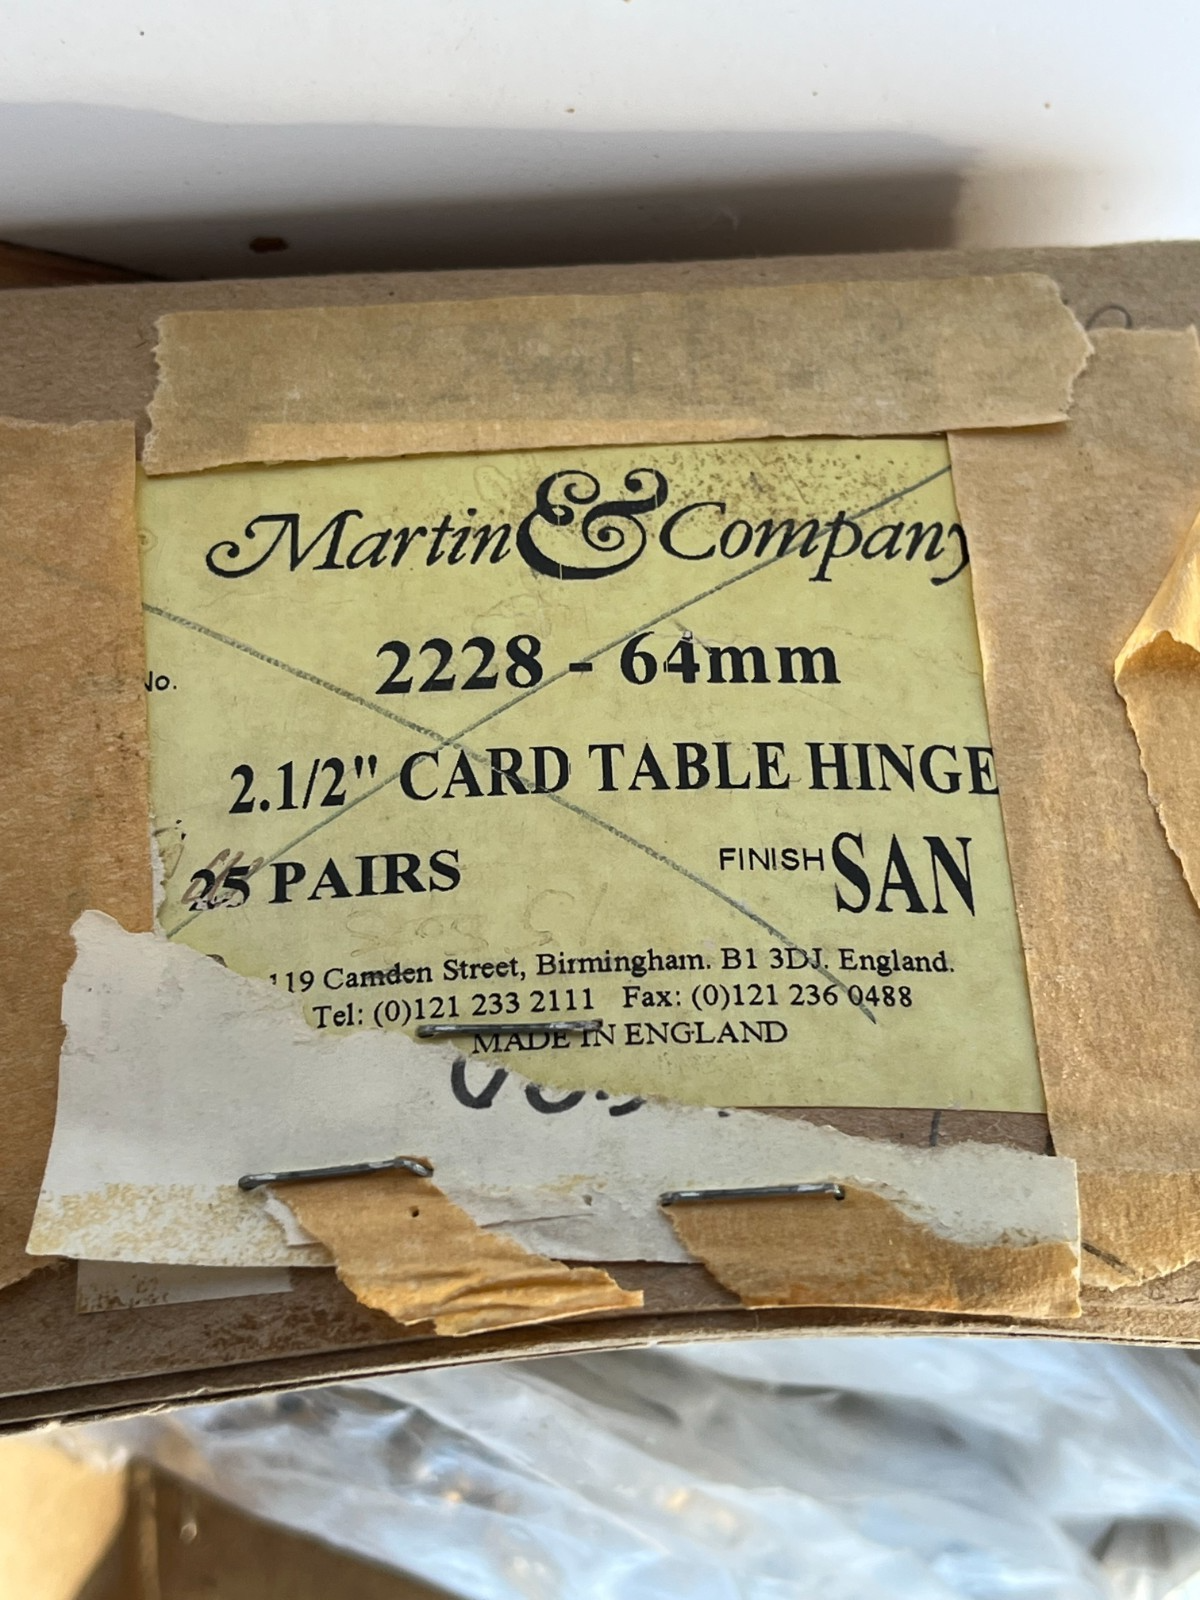 Martin & Company
2228 - 64mm
No.
2.1/2" CARD TABLE HINGE
25 PAIRS FINISH SAN
119 Camden Street, Birmingham. B1 3DJ. England.
Tel: (0)121 233 2111 Fax: (0)121 236 0488
MADE IN ENGLAND